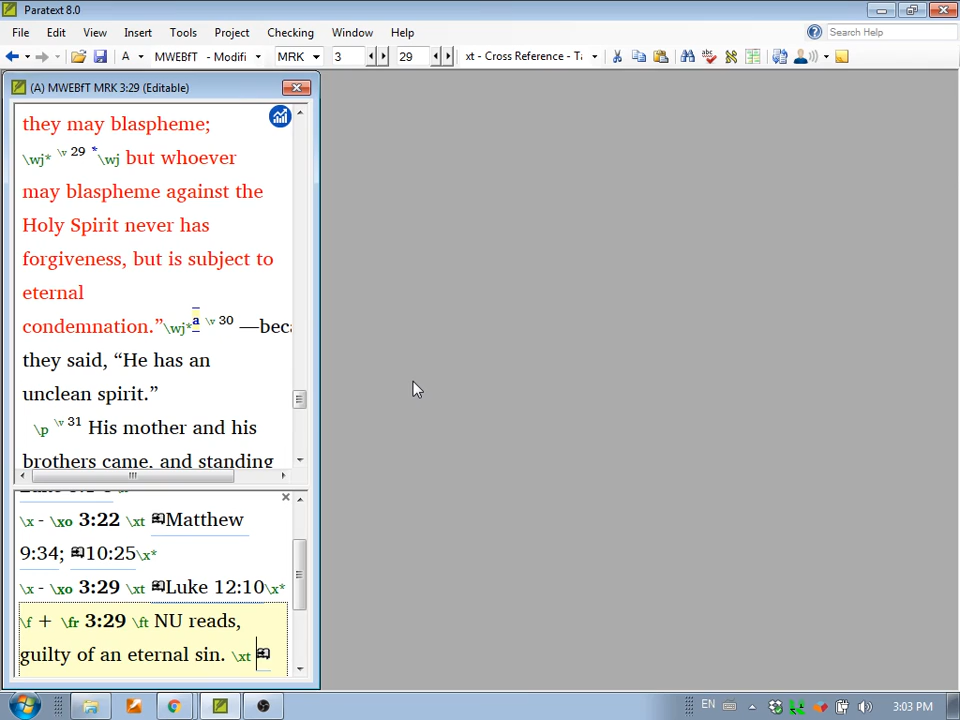 Paratext 8.0
File Edit View Insert Tools Project Checking Window Help
Search Help
A MWEBfT - Modifi MRK 3 29 xt - Cross Reference - Ta
(A) MWEBfT MRK 3:29 (Editable)
they may blaspheme;
\wj* \v 29 * \wj but whoever
may blaspheme against the
Holy Spirit never has
forgiveness, but is subject to
eternal
condemnation.”\wj* a \v 30 —beca
they said, “He has an
unclean spirit.”
\p \v 31 His mother and his
brothers came, and standing
\x - \xo 3:22 \xt Matthew
9:34; 10:25\x*
\x - \xo 3:29 \xt Luke 12:10\x*
\f + \fr 3:29 \ft NU reads,
guilty of an eternal sin. \xt
EN 3:03 PM